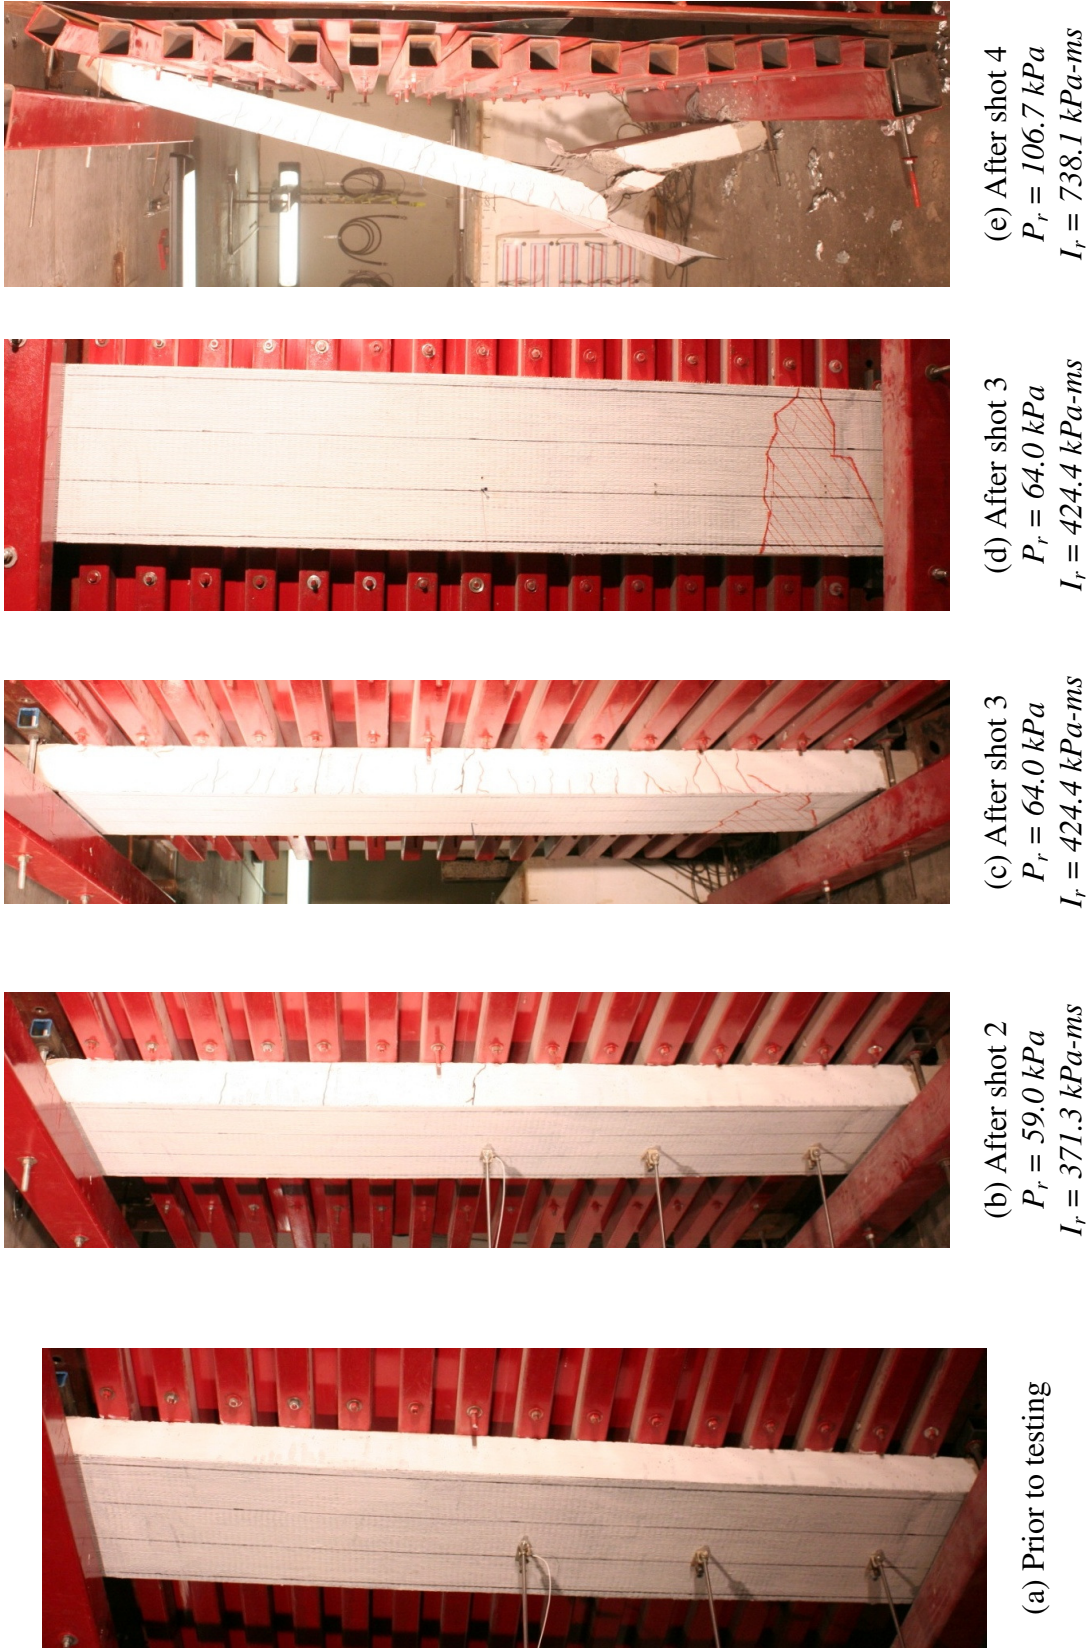 (a) Prior to testing
(b) After shot 2
P_r = 59.0 kPa
I_r = 371.3 kPa-ms
(c) After shot 3
P_r = 64.0 kPa
I_r = 424.4 kPa-ms
(d) After shot 3
P_r = 64.0 kPa
I_r = 424.4 kPa-ms
(e) After shot 4
P_r = 106.7 kPa
I_r = 738.1 kPa-ms